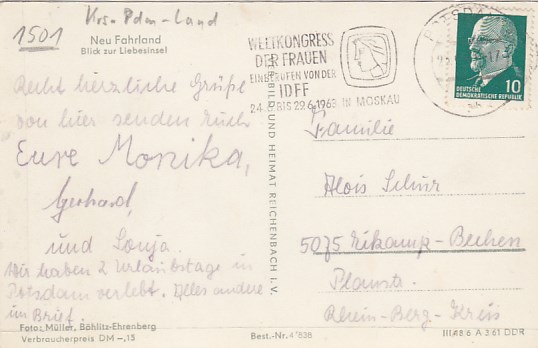 1501
Krs. Pdm-Land
Neu Fahrland
Blick zur Liebesinsel
Recht herzliche Grüße
von hier senden Euch
Eure Monika,
Gerhard,
und Sonja.
Wir haben 2 Urlaubstage in
Potsdam verlebt. Alles andere
im Brief.
Foto: Müller, Böhlitz-Ehrenberg
Verbraucherpreis DM –,15
BILD UND HEIMAT REICHENBACH I. V.
Best.-Nr. 4/838
WELTKONGRESS
DER FRAUEN
EINBERUFEN VON DER
IDFF
24.6. BIS 29.6.1963 IN MOSKAU
POTSDAM
10
DEUTSCHE
DEMOKRATISCHE REPUBLIK
Familie
Alois
5075 Eikamp-Bechen
Rhein-Berg-Kreis
III/18/6 A 3 61 DDR